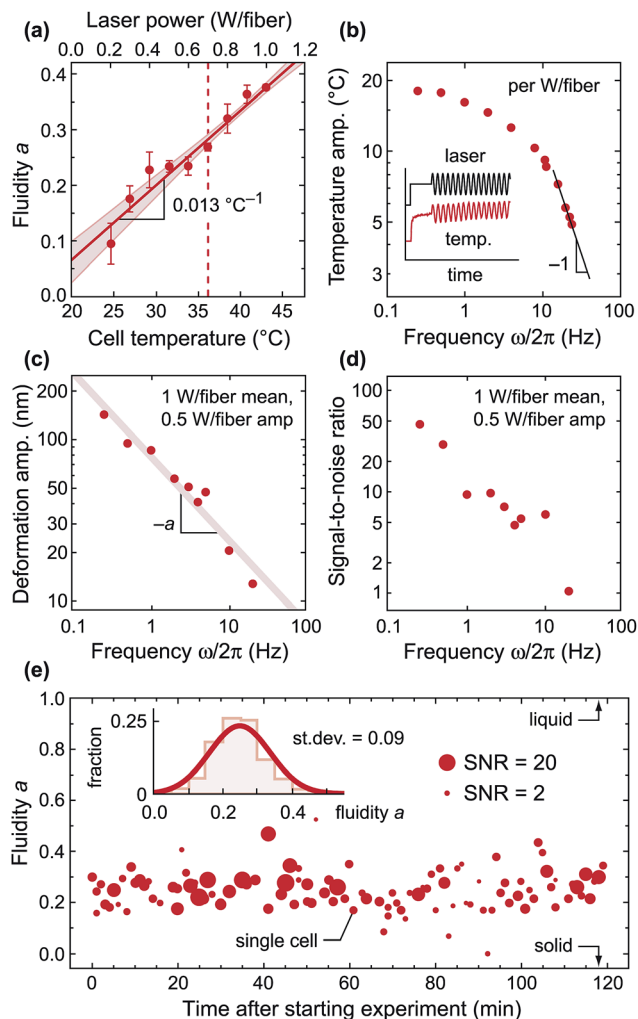 (a)
Laser power (W/fiber)
0.0 0.2 0.4 0.6 0.8 1.0 1.2
Fluidity a
0.4
0.3
0.2
0.1
0.0
0.013 °C−1
20 25 30 35 40 45
Cell temperature (°C)
(b)
per W/fiber
Temperature amp. (°C)
20
10
5
3
laser
temp.
time
−1
0.1 1 10 100
Frequency ω/2π (Hz)
(c)
1 W/fiber mean,
0.5 W/fiber amp
Deformation amp. (nm)
200
100
50
30
20
10
−a
0.1 1 10 100
Frequency ω/2π (Hz)
(d)
1 W/fiber mean,
0.5 W/fiber amp
Signal-to-noise ratio
100
50
20
10
5
2
1
0.1 1 10 100
Frequency ω/2π (Hz)
(e)
Fluidity a
1.0
0.8
0.6
0.4
0.2
0.0
fraction
0.25
st.dev. = 0.09
0.0 0.2 0.4
fluidity a
liquid
SNR = 20
SNR = 2
single cell
solid
0 20 40 60 80 100 120
Time after starting experiment (min)